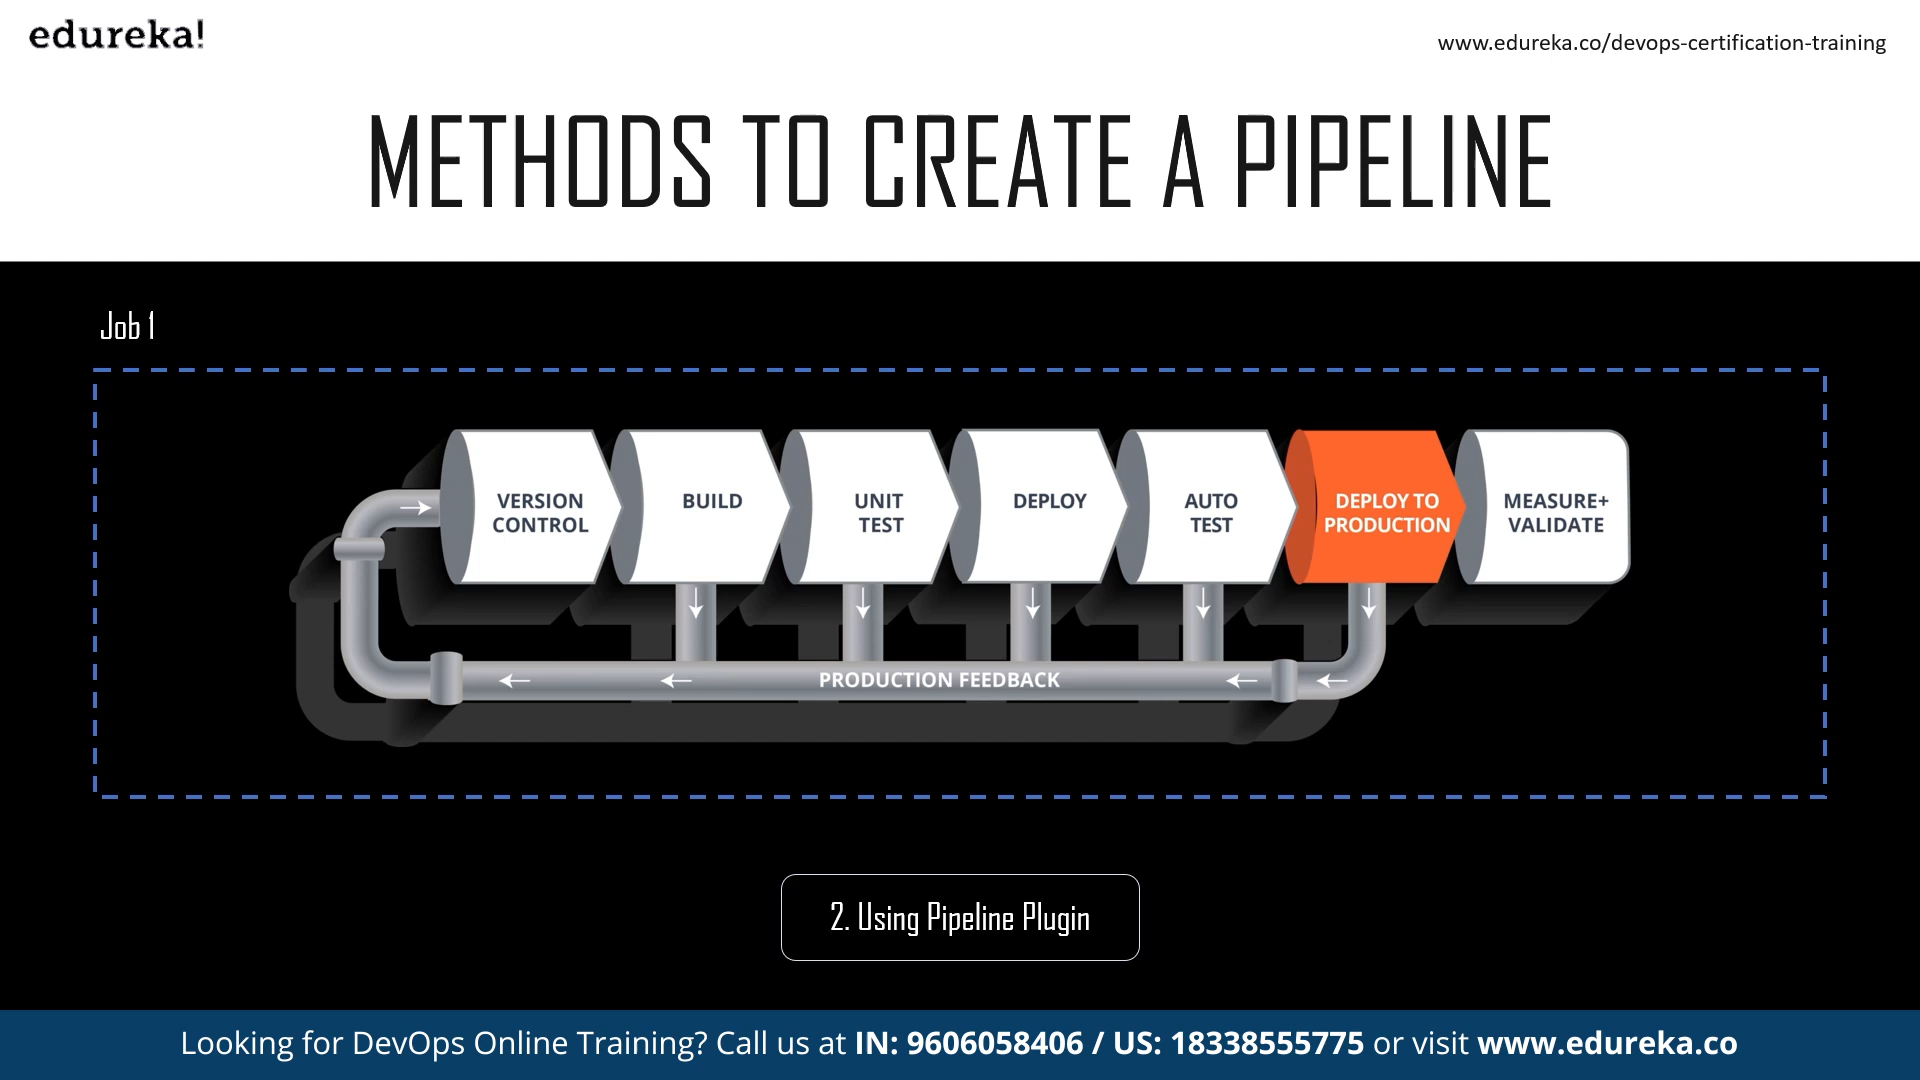 edureka!
www.edureka.co/devops-certification-training
METHODS TO CREATE A PIPELINE
Job 1
VERSION
CONTROL
BUILD
UNIT
TEST
DEPLOY
AUTO
TEST
DEPLOY TO
PRODUCTION
MEASURE+
VALIDATE
PRODUCTION FEEDBACK
2. Using Pipeline Plugin
Looking for DevOps Online Training? Call us at IN: 9606058406 / US: 18338555775 or visit www.edureka.co